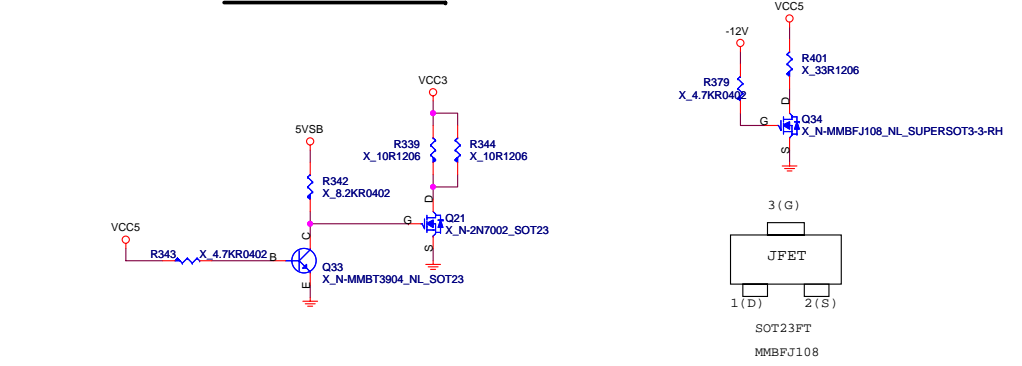 VCC5
-12V
R401
X_33R1206
R379
X_4.7KR0402
D
G
Q34
X_N-MMBFJ108_NL_SUPERSOT3-3-RH
S
VCC3
5VSB
R339
X_10R1206
R344
X_10R1206
R342
X_8.2KR0402
D
G
Q21
X_N-2N7002_SOT23
S
VCC5
R343
X_4.7KR0402
B
C
Q33
X_N-MMBT3904_NL_SOT23
E
3(G)
JFET
1(D)
2(S)
SOT23FT
MMBFJ108